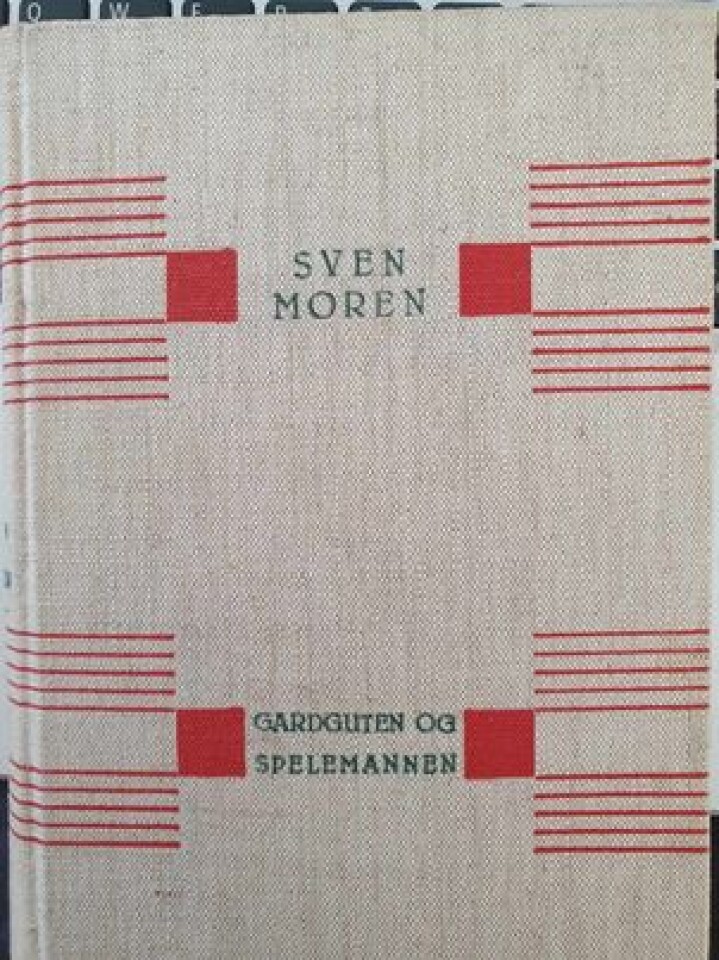 Q W E
SVEN
MOREN
GARDGUTEN OG
SPELEMANNEN